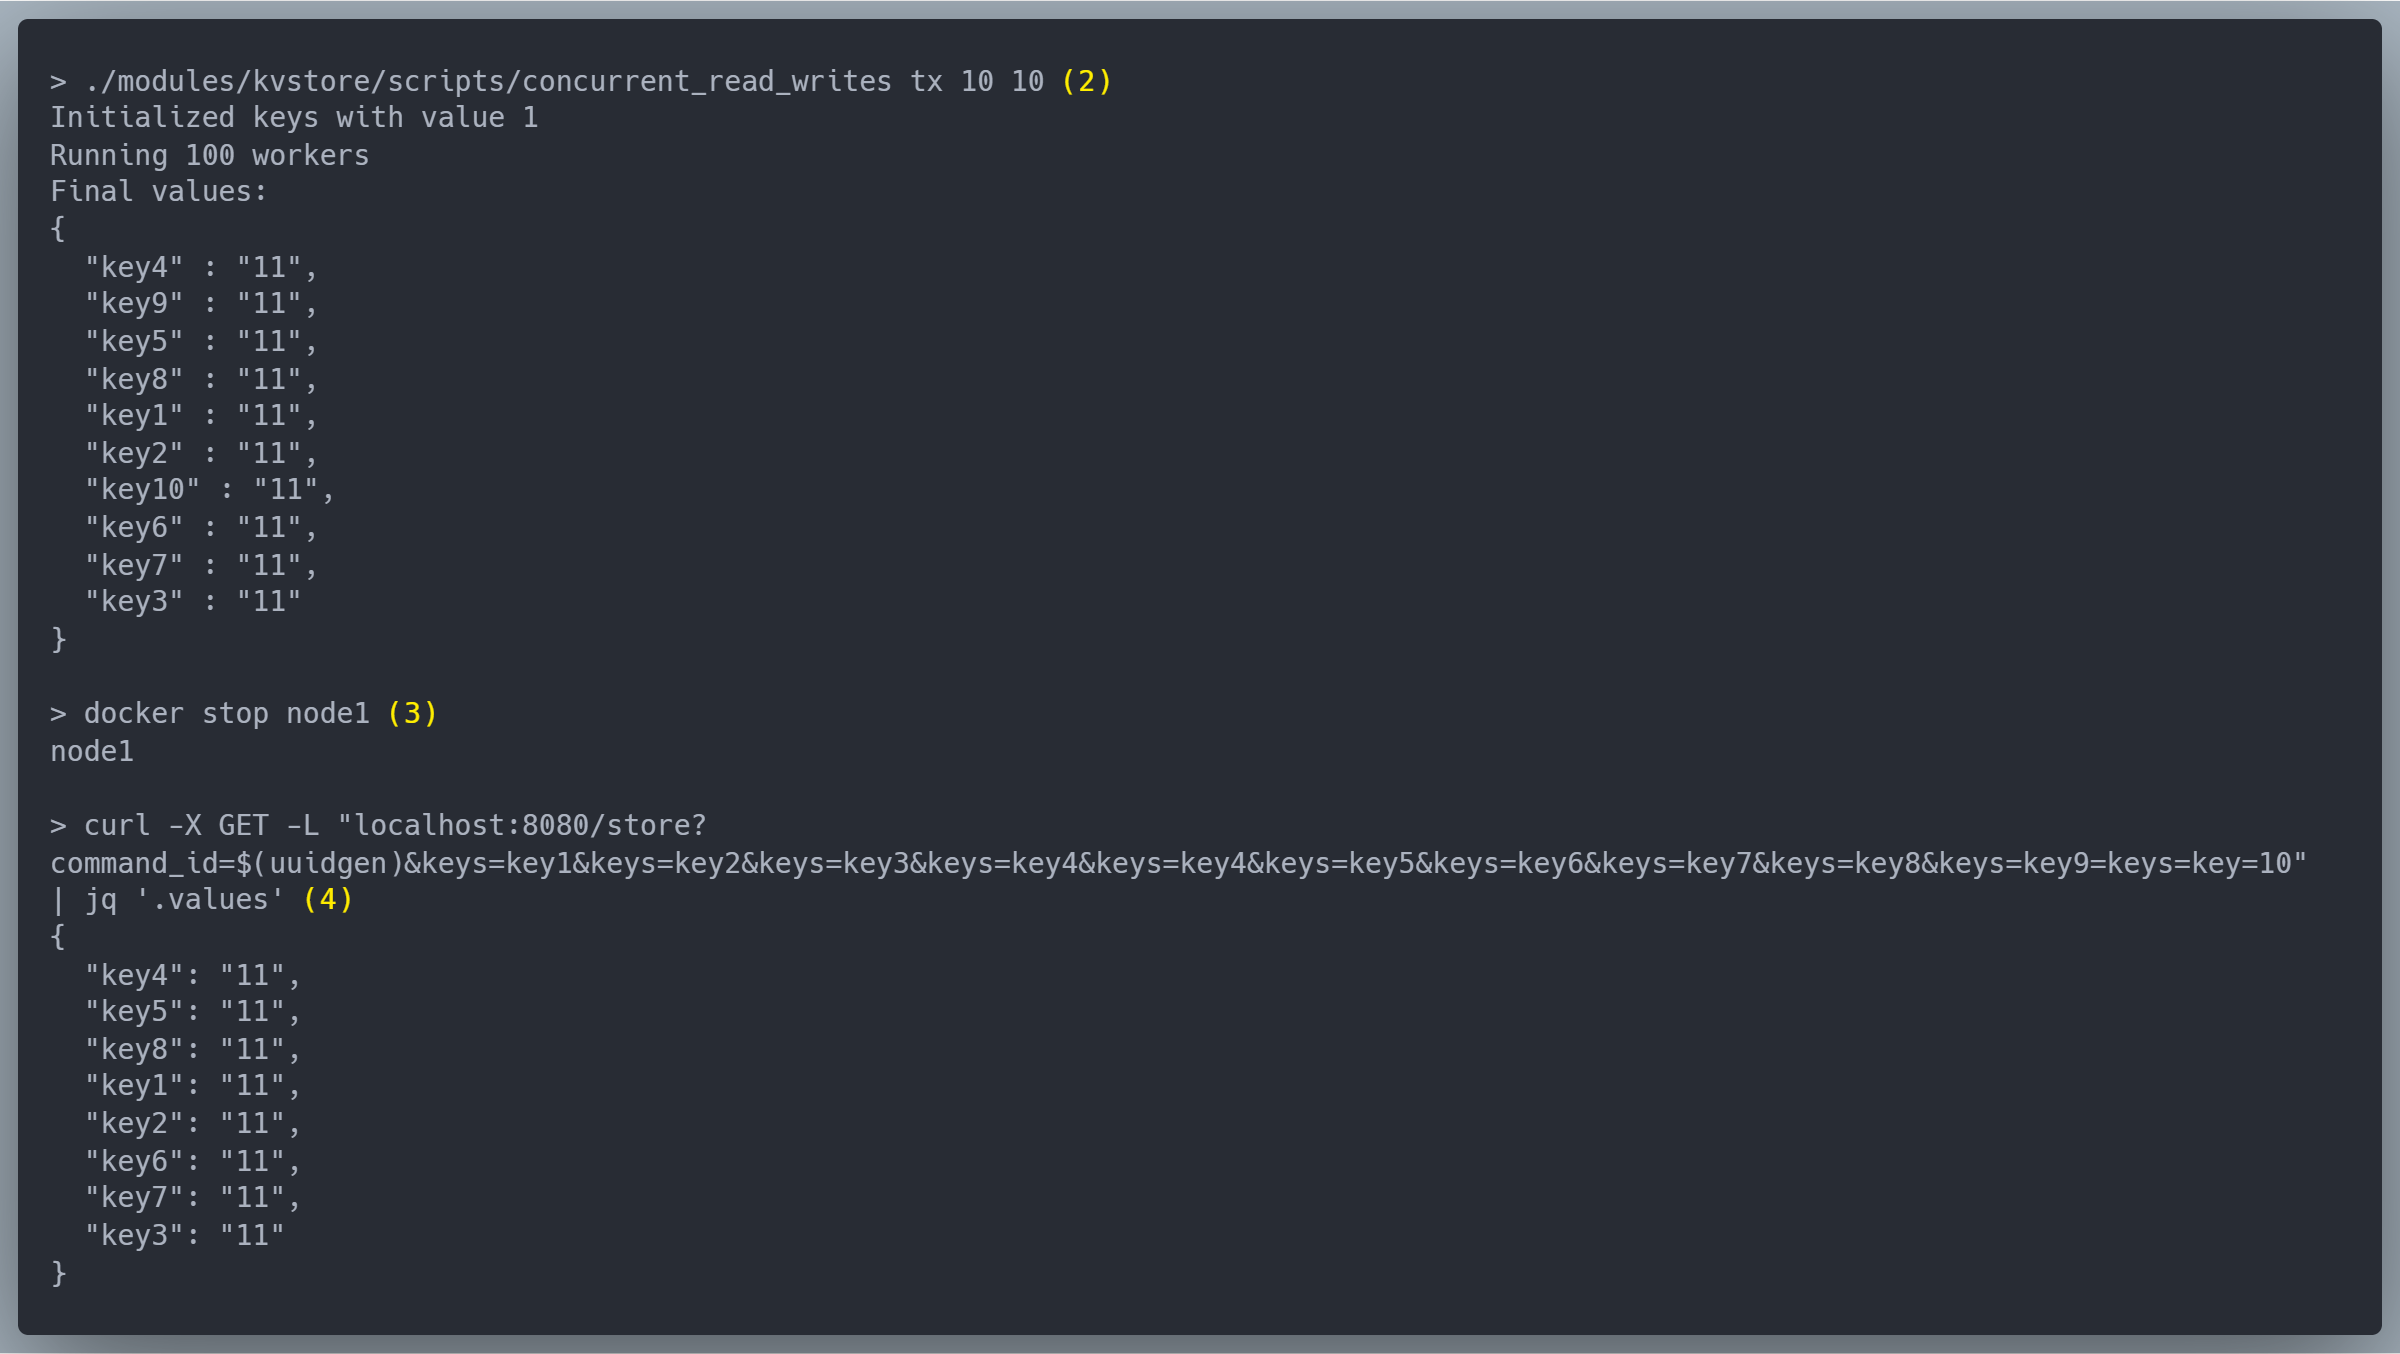 > ./modules/kvstore/scripts/concurrent_read_writes tx 10 10 (2)
Initialized keys with value 1
Running 100 workers
Final values:
{
  "key4" : "11",
  "key9" : "11",
  "key5" : "11",
  "key8" : "11",
  "key1" : "11",
  "key2" : "11",
  "key10" : "11",
  "key6" : "11",
  "key7" : "11",
  "key3" : "11"
}
> docker stop node1 (3)
node1
> curl -X GET -L "localhost:8080/store?
command_id=$(uuidgen)&keys=key1&keys=key2&keys=key3&keys=key4&keys=key4&keys=key5&keys=key6&keys=key7&keys=key8&keys=key9=keys=key=10"
| jq '.values' (4)
{
  "key4": "11",
  "key5": "11",
  "key8": "11",
  "key1": "11",
  "key2": "11",
  "key6": "11",
  "key7": "11",
  "key3": "11"
}